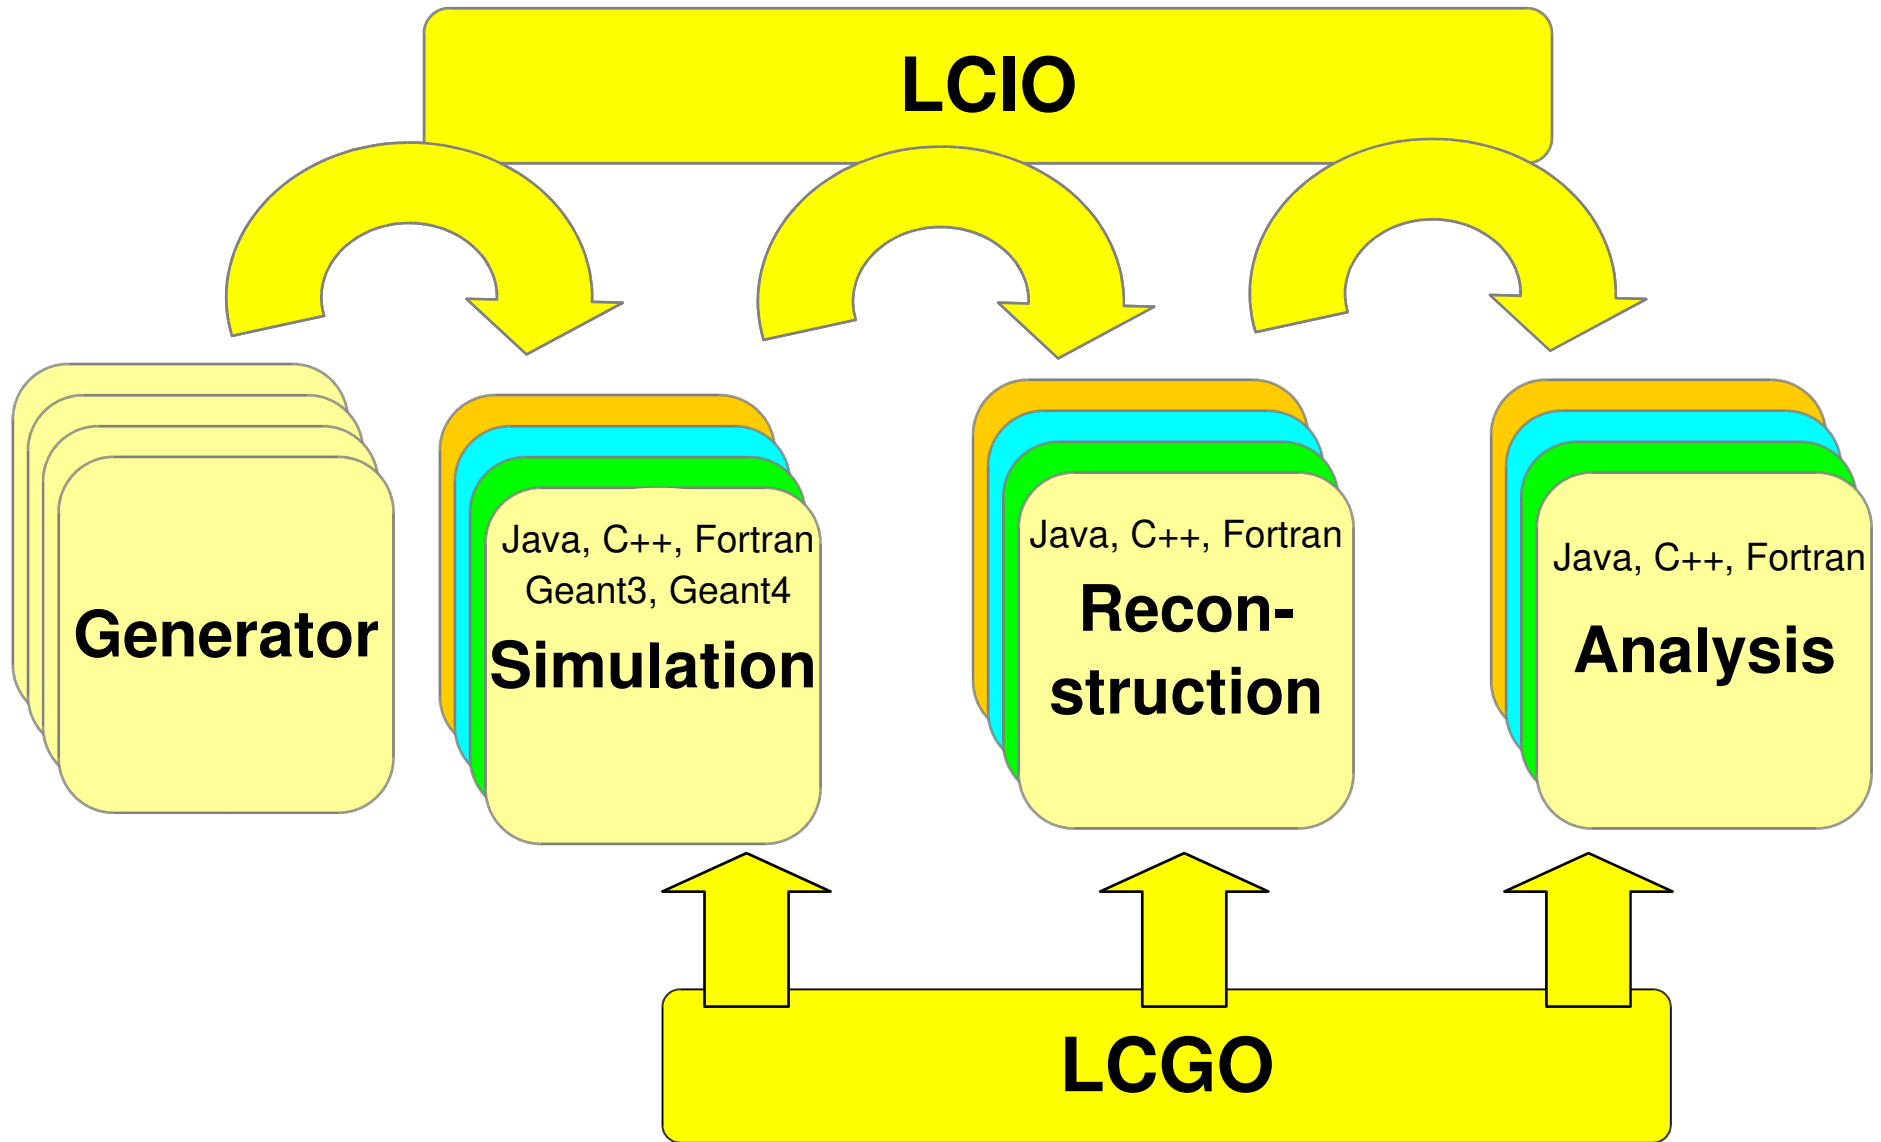 LCIO
Generator
Java, C++, Fortran
Geant3, Geant4
Simulation
Java, C++, Fortran
Recon-
struction
Java, C++, Fortran
Analysis
LCGO